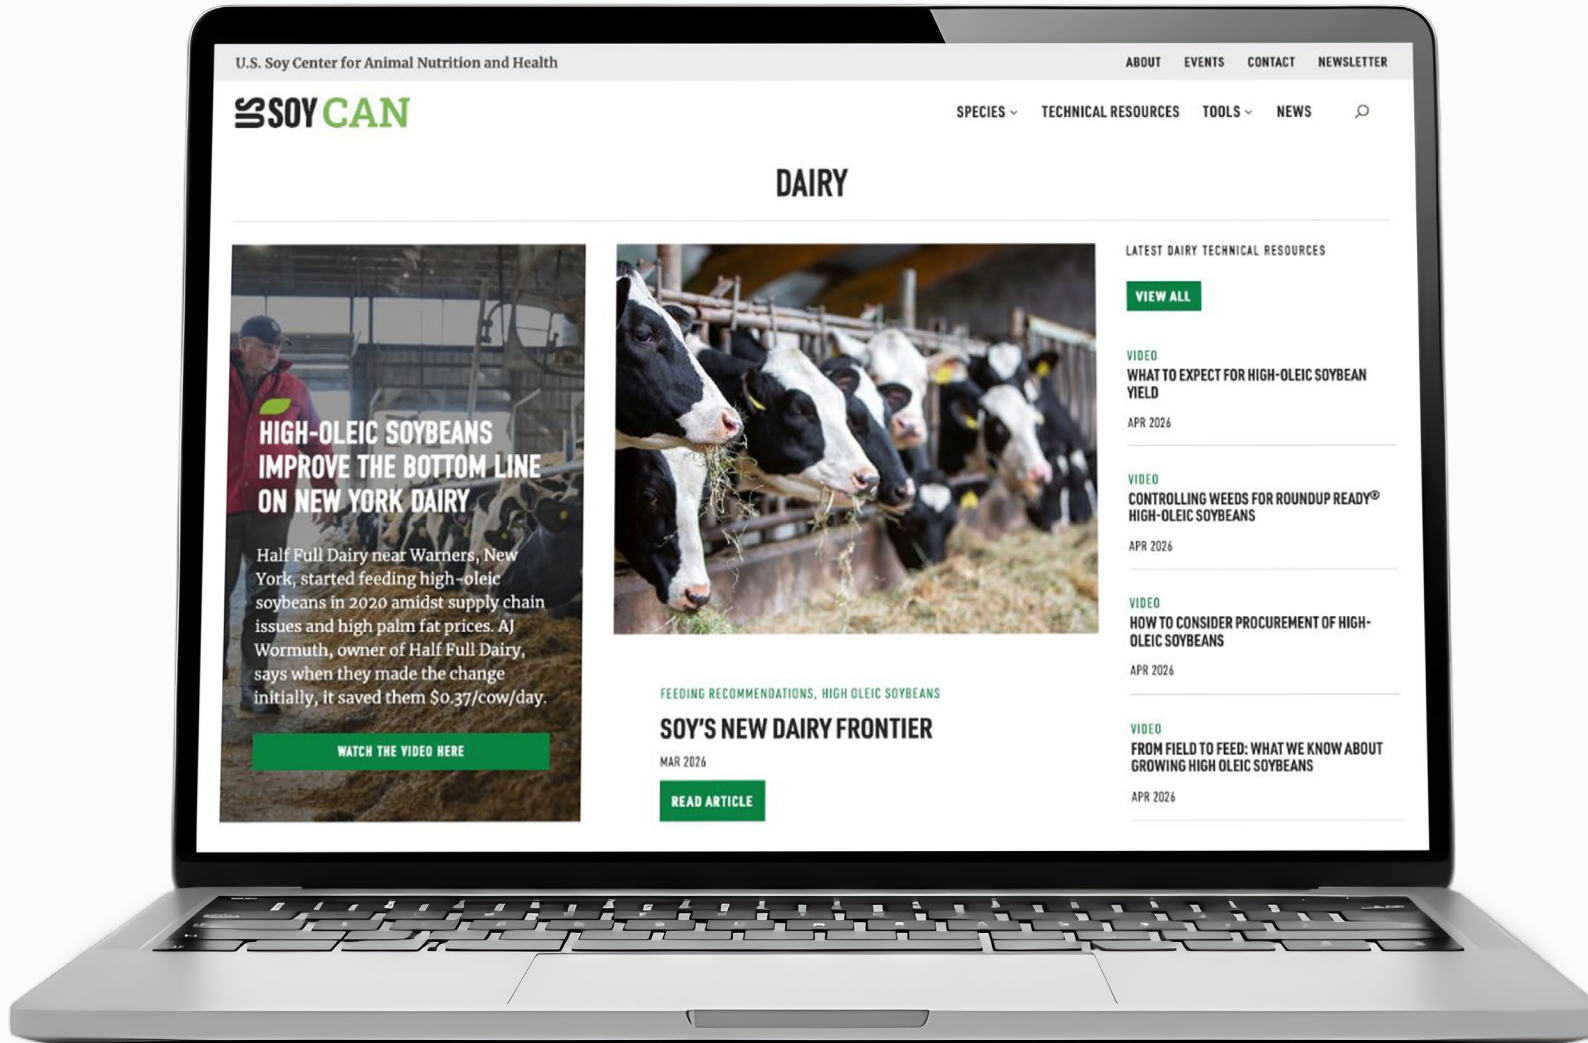 U.S. Soy Center for Animal Nutrition and Health
ABOUT EVENTS CONTACT NEWSLETTER
US SOY CAN
SPECIES TECHNICAL RESOURCES TOOLS NEWS
DAIRY
HIGH-OLEIC SOYBEANS
IMPROVE THE BOTTOM LINE
ON NEW YORK DAIRY
Half Full Dairy near Warners, New
York, started feeding high-oleic
soybeans in 2020 amidst supply chain
issues and high palm fat prices. AJ
Wormuth, owner of Half Full Dairy,
says when they made the change
initially, it saved them $0.37/cow/day.
WATCH THE VIDEO HERE
FEEDING RECOMMENDATIONS, HIGH OLEIC SOYBEANS
SOY'S NEW DAIRY FRONTIER
MAR 2026
READ ARTICLE
LATEST DAIRY TECHNICAL RESOURCES
VIEW ALL
VIDEO
WHAT TO EXPECT FOR HIGH-OLEIC SOYBEAN
YIELD
APR 2026
VIDEO
CONTROLLING WEEDS FOR ROUNDUP READY®
HIGH-OLEIC SOYBEANS
APR 2026
VIDEO
HOW TO CONSIDER PROCUREMENT OF HIGH-
OLEIC SOYBEANS
APR 2026
VIDEO
FROM FIELD TO FEED: WHAT WE KNOW ABOUT
GROWING HIGH OLEIC SOYBEANS
APR 2026